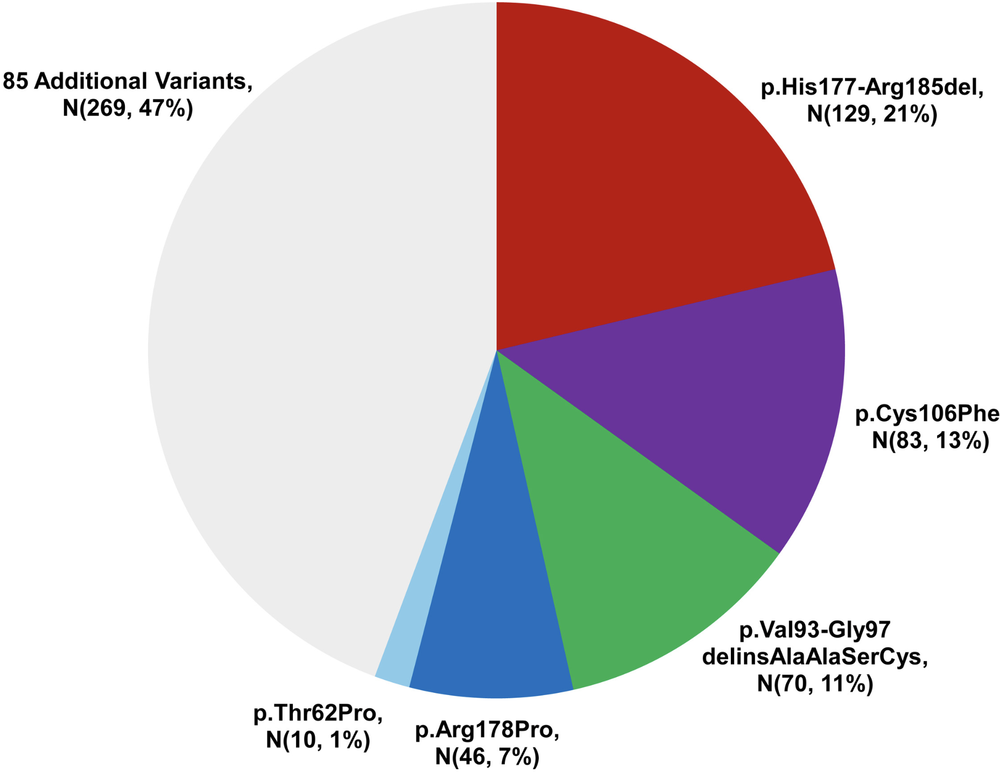 85 Additional Variants,
N(269, 47%)
p.His177-Arg185del,
N(129, 21%)
p.Cys106Phe
N(83, 13%)
p.Val93-Gly97
delinsAlaAlaSerCys,
N(70, 11%)
p.Thr62Pro,
N(10, 1%)
p.Arg178Pro,
N(46, 7%)